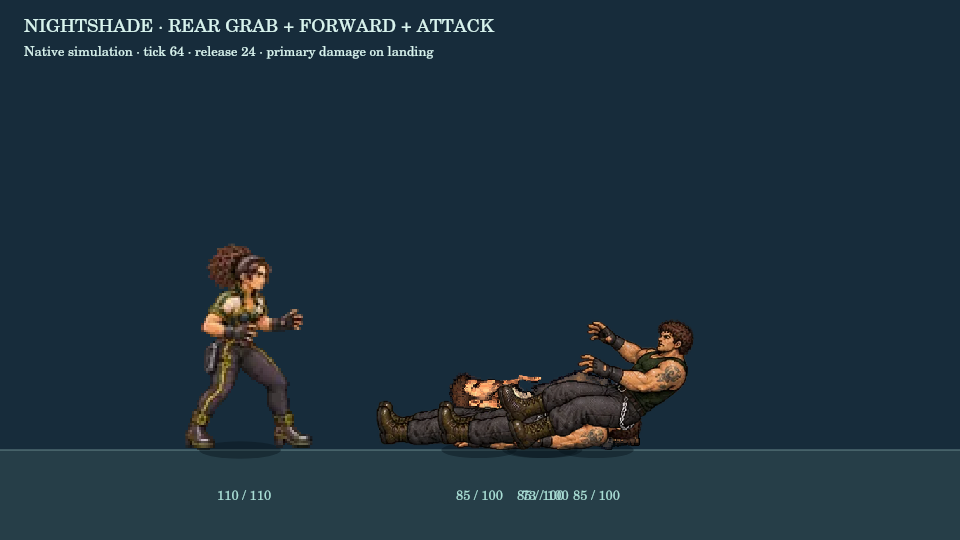 NIGHTSHADE · REAR GRAB + FORWARD + ATTACK
Native simulation · tick 64 · release 24 · primary damage on landing
110 / 110 85 / 100 85 / 100